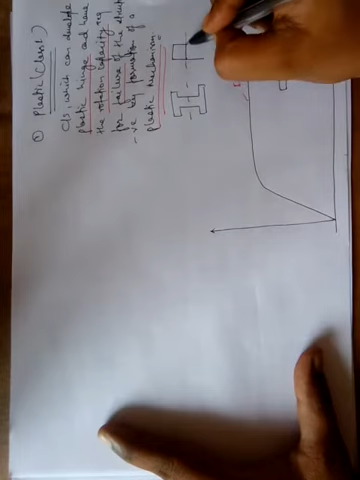 ① Plastic (Class 1)
C/s, which can develop
plastic hinge and have
the rotation capacity req
for failure of the struct
-ure by formation of a
plastic mechanism.